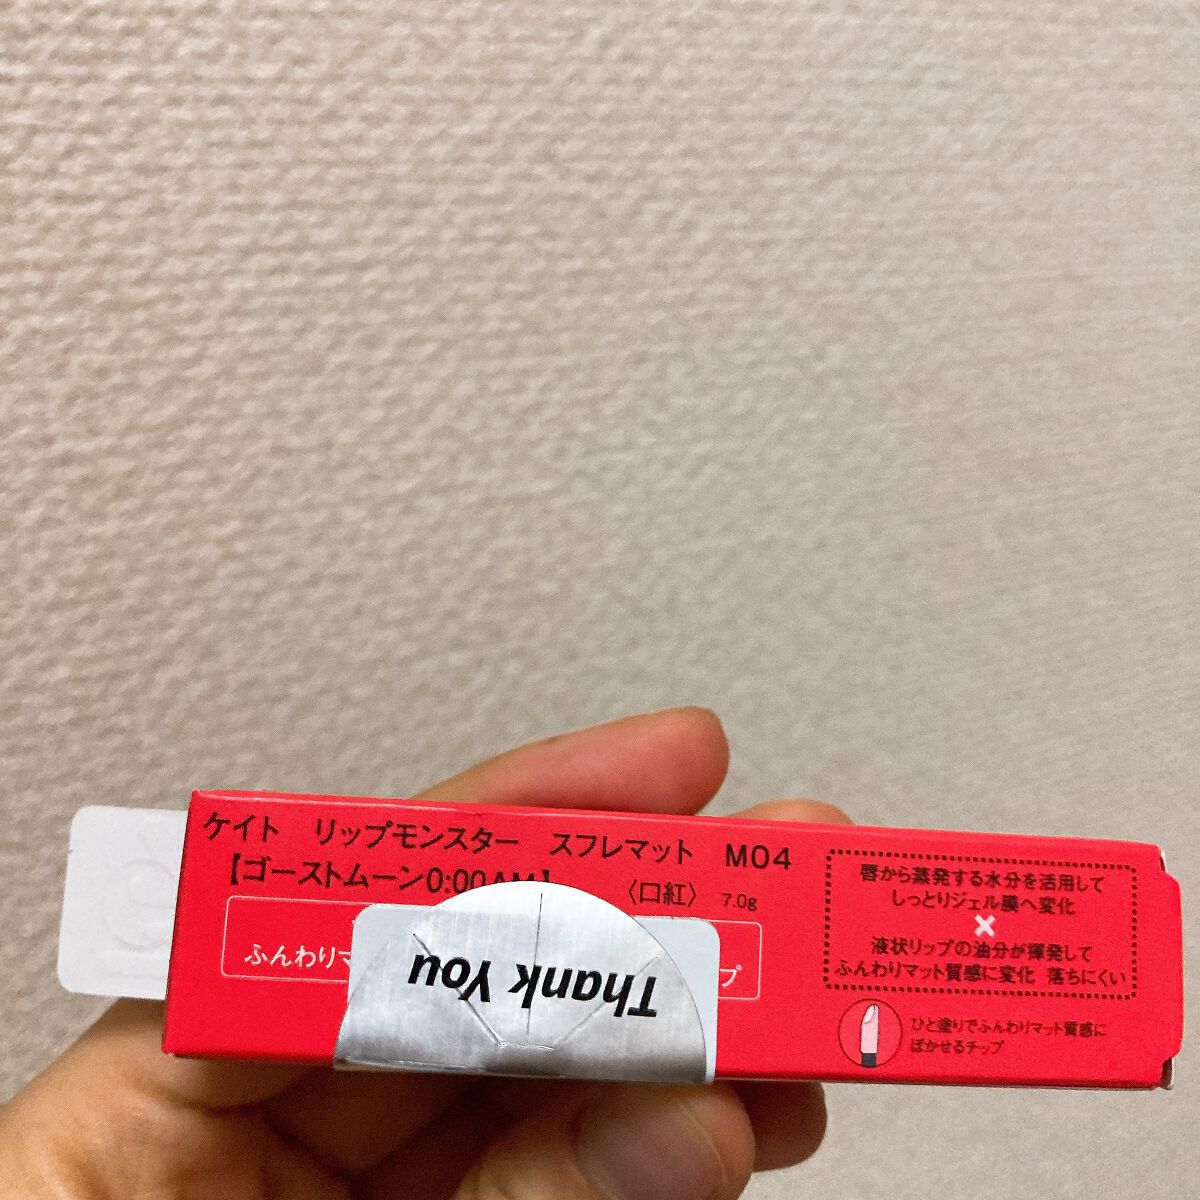 ケイト リップモンスター スフレマット M04
【ゴーストムーン0:00AM】 〈口紅〉 7.0g
ふんわりマ
プ
Thank You
唇から蒸発する水分を活用して
しっとりジェル膜へ変化
×
液状リップの油分が揮発して
ふんわりマット質感に変化 落ちにくい
ひと塗りでふんわりマット質感に
ぼかせるチップ